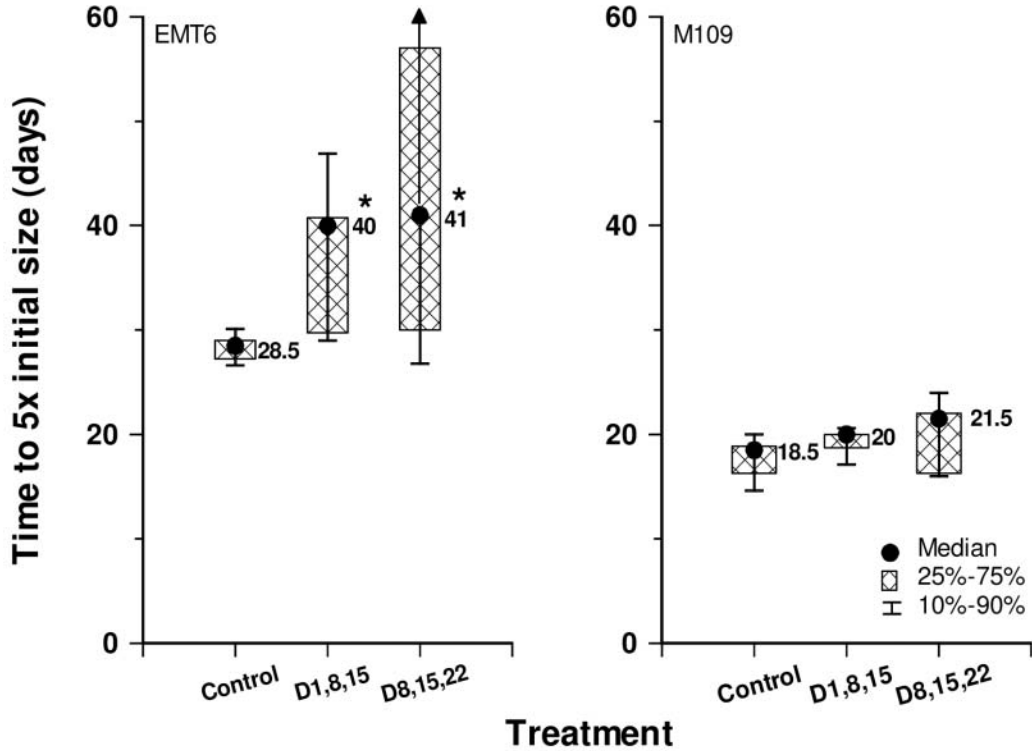 Time to 5x initial size (days)
EMT6
60
40
20
0
28.5
*
40
*
41
Control
D1,8,15
D8,15,22
M109
60
40
20
0
18.5
20
21.5
Median
25%-75%
10%-90%
Control
D1,8,15
D8,15,22
Treatment